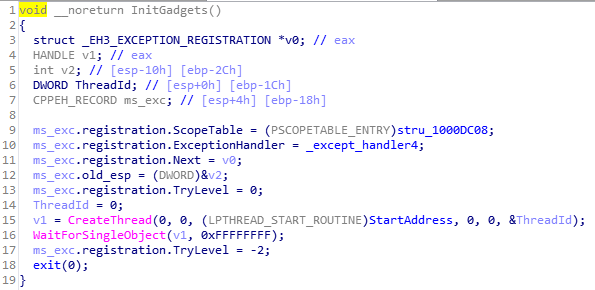 1 void __noreturn InitGadgets()
2 {
3 struct _EH3_EXCEPTION_REGISTRATION *v0; // eax
4 HANDLE v1; // eax
5 int v2; // [esp-10h] [ebp-2Ch]
6 DWORD ThreadId; // [esp+0h] [ebp-1Ch]
7 CPPEH_RECORD ms_exc; // [esp+4h] [ebp-18h]
8
9 ms_exc.registration.ScopeTable = (PSCOPETABLE_ENTRY)stru_1000DC08;
10 ms_exc.registration.ExceptionHandler = _except_handler4;
11 ms_exc.registration.Next = v0;
12 ms_exc.old_esp = (DWORD)&v2;
13 ms_exc.registration.TryLevel = 0;
14 ThreadId = 0;
15 v1 = CreateThread(0, 0, (LPTHREAD_START_ROUTINE)StartAddress, 0, 0, &ThreadId);
16 WaitForSingleObject(v1, 0xFFFFFFFF);
17 ms_exc.registration.TryLevel = -2;
18 exit(0);
19 }